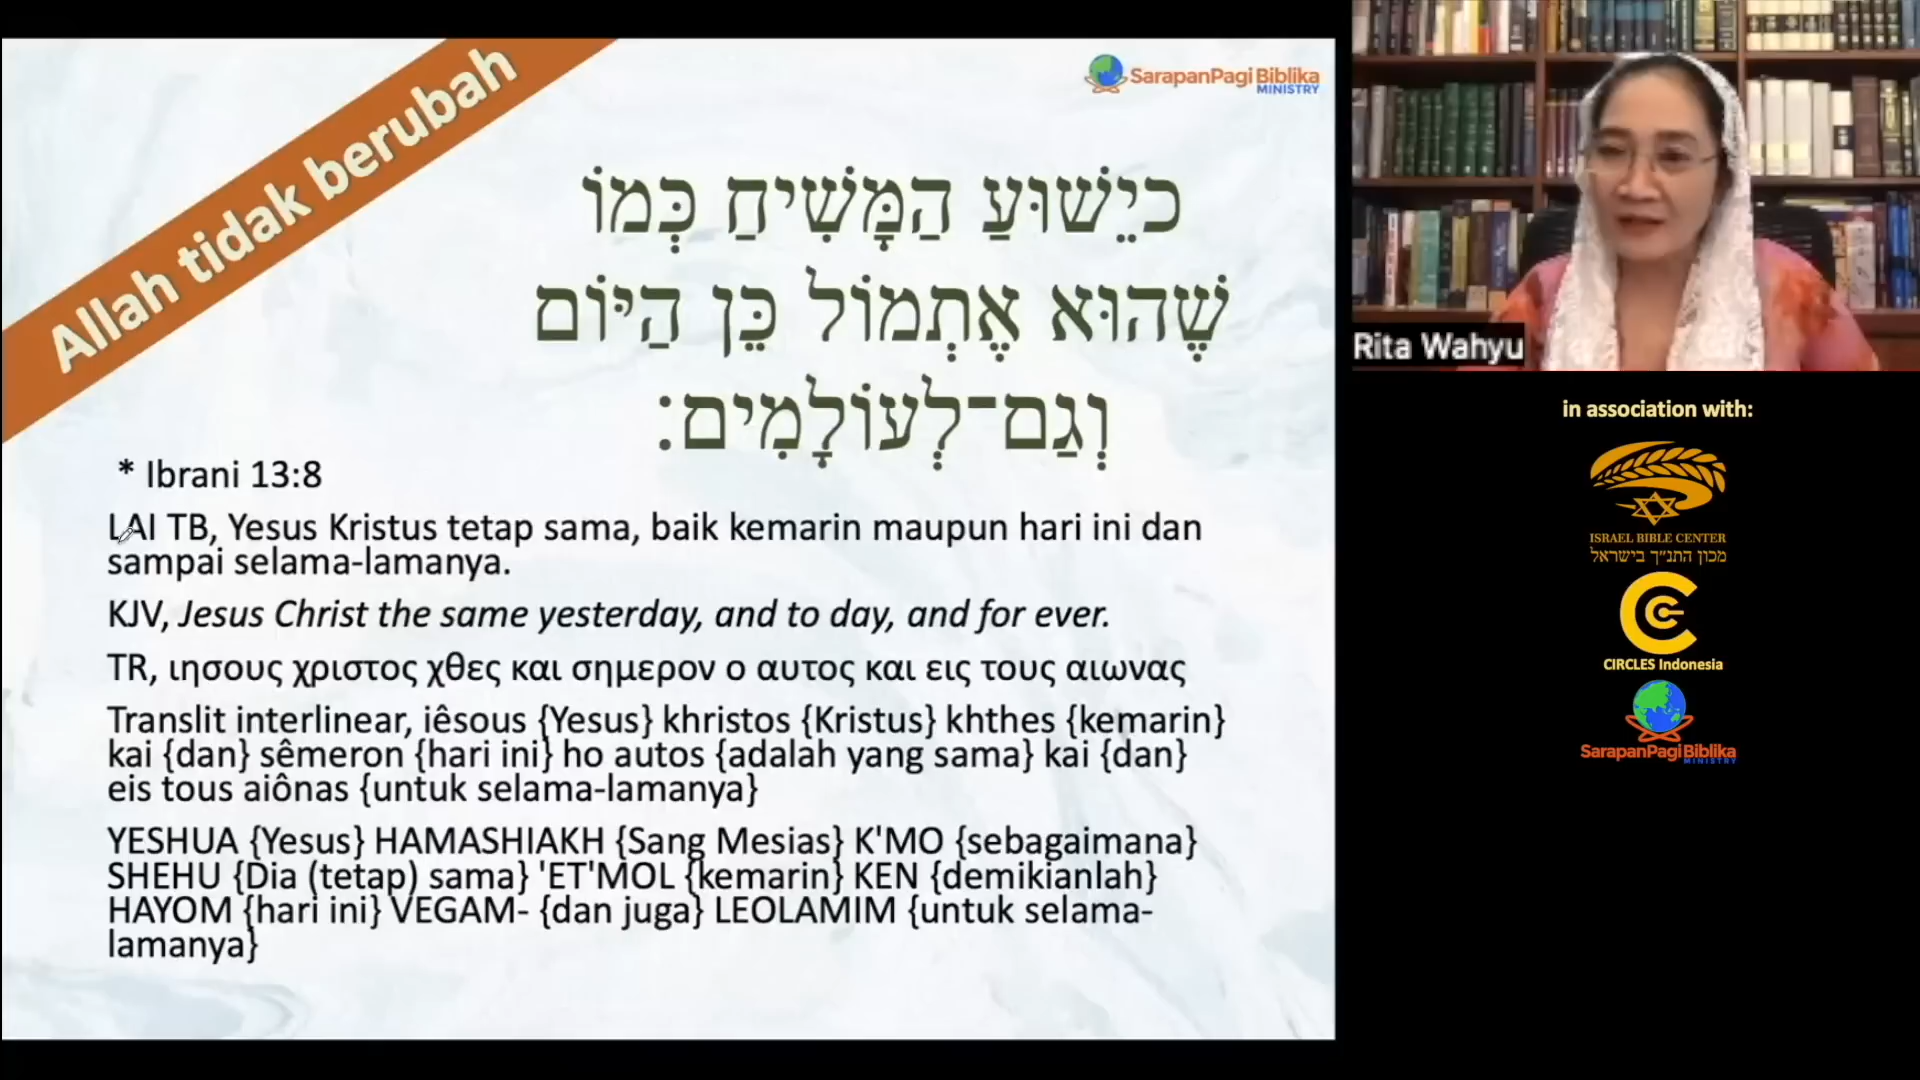 Allah tidak berubah
SarapanPagi Biblika
MINISTRY
כיֵשׁוּעַ הַמָּשִׁיחַ כְּמוֹ
שֶׁהוּא אֶתְמוֹל כֵּן הַיּוֹם
וְגַם־לְעוֹלָמִים׃
* Ibrani 13:8
LAI TB, Yesus Kristus tetap sama, baik kemarin maupun hari ini dan
sampai selama-lamanya.
KJV, Jesus Christ the same yesterday, and to day, and for ever.
TR, ιησους χριστος χθες και σημερον ο αυτος και εις τους αιωνας
Translit interlinear, iêsous {Yesus} khristos {Kristus} khthes {kemarin}
kai {dan} sêmeron {hari ini} ho autos {adalah yang sama} kai {dan}
eis tous aiônas {untuk selama-lamanya}
YESHUA {Yesus} HAMASHIAKH {Sang Mesias} K'MO {sebagaimana}
SHEHU {Dia (tetap) sama} 'ET'MOL {kemarin} KEN {demikianlah}
HAYOM {hari ini} VEGAM- {dan juga} LEOLAMIM {untuk selama-
lamanya}
Rita Wahyu
in association with:
ISRAEL BIBLE CENTER
מכון התנ״ך בישראל
CIRCLES Indonesia
SarapanPagi Biblika
MINISTRY